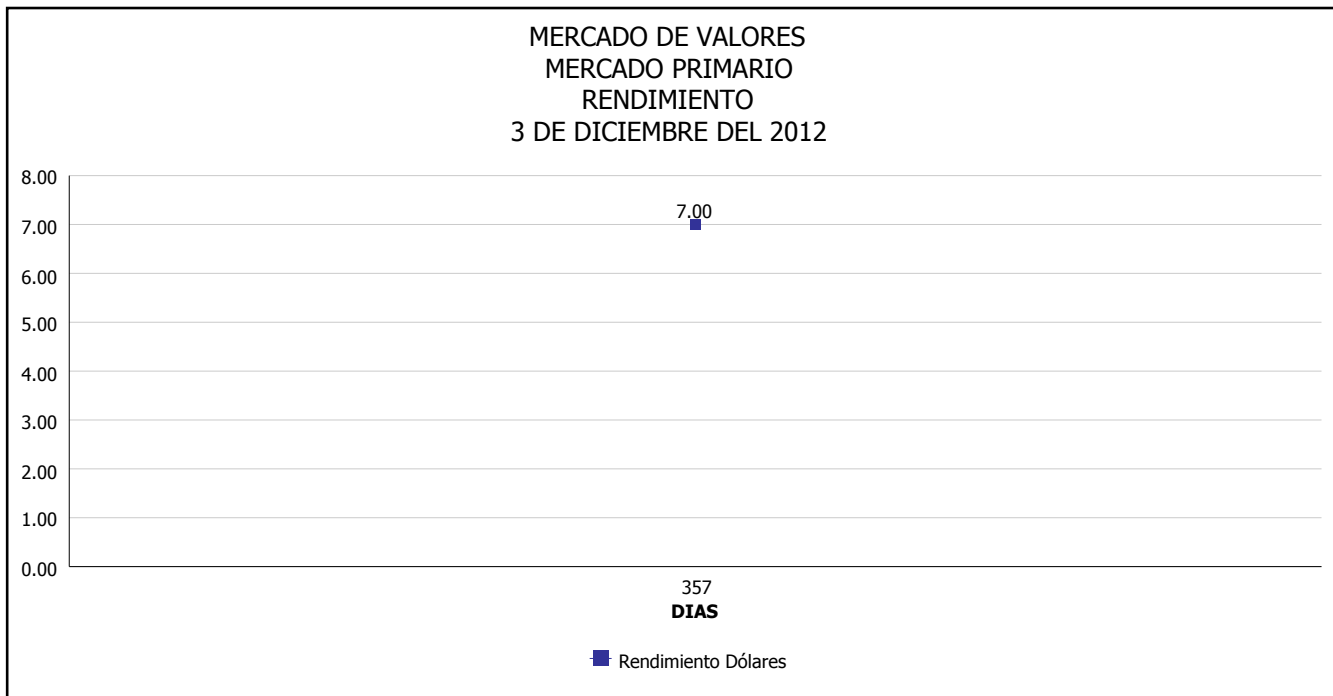 MERCADO DE VALORES
MERCADO PRIMARIO
RENDIMIENTO
3 DE DICIEMBRE DEL 2012
8.00
7.00
7.00
6.00
5.00
4.00
3.00
2.00
1.00
0.00
357
DIAS
Rendimiento Dólares